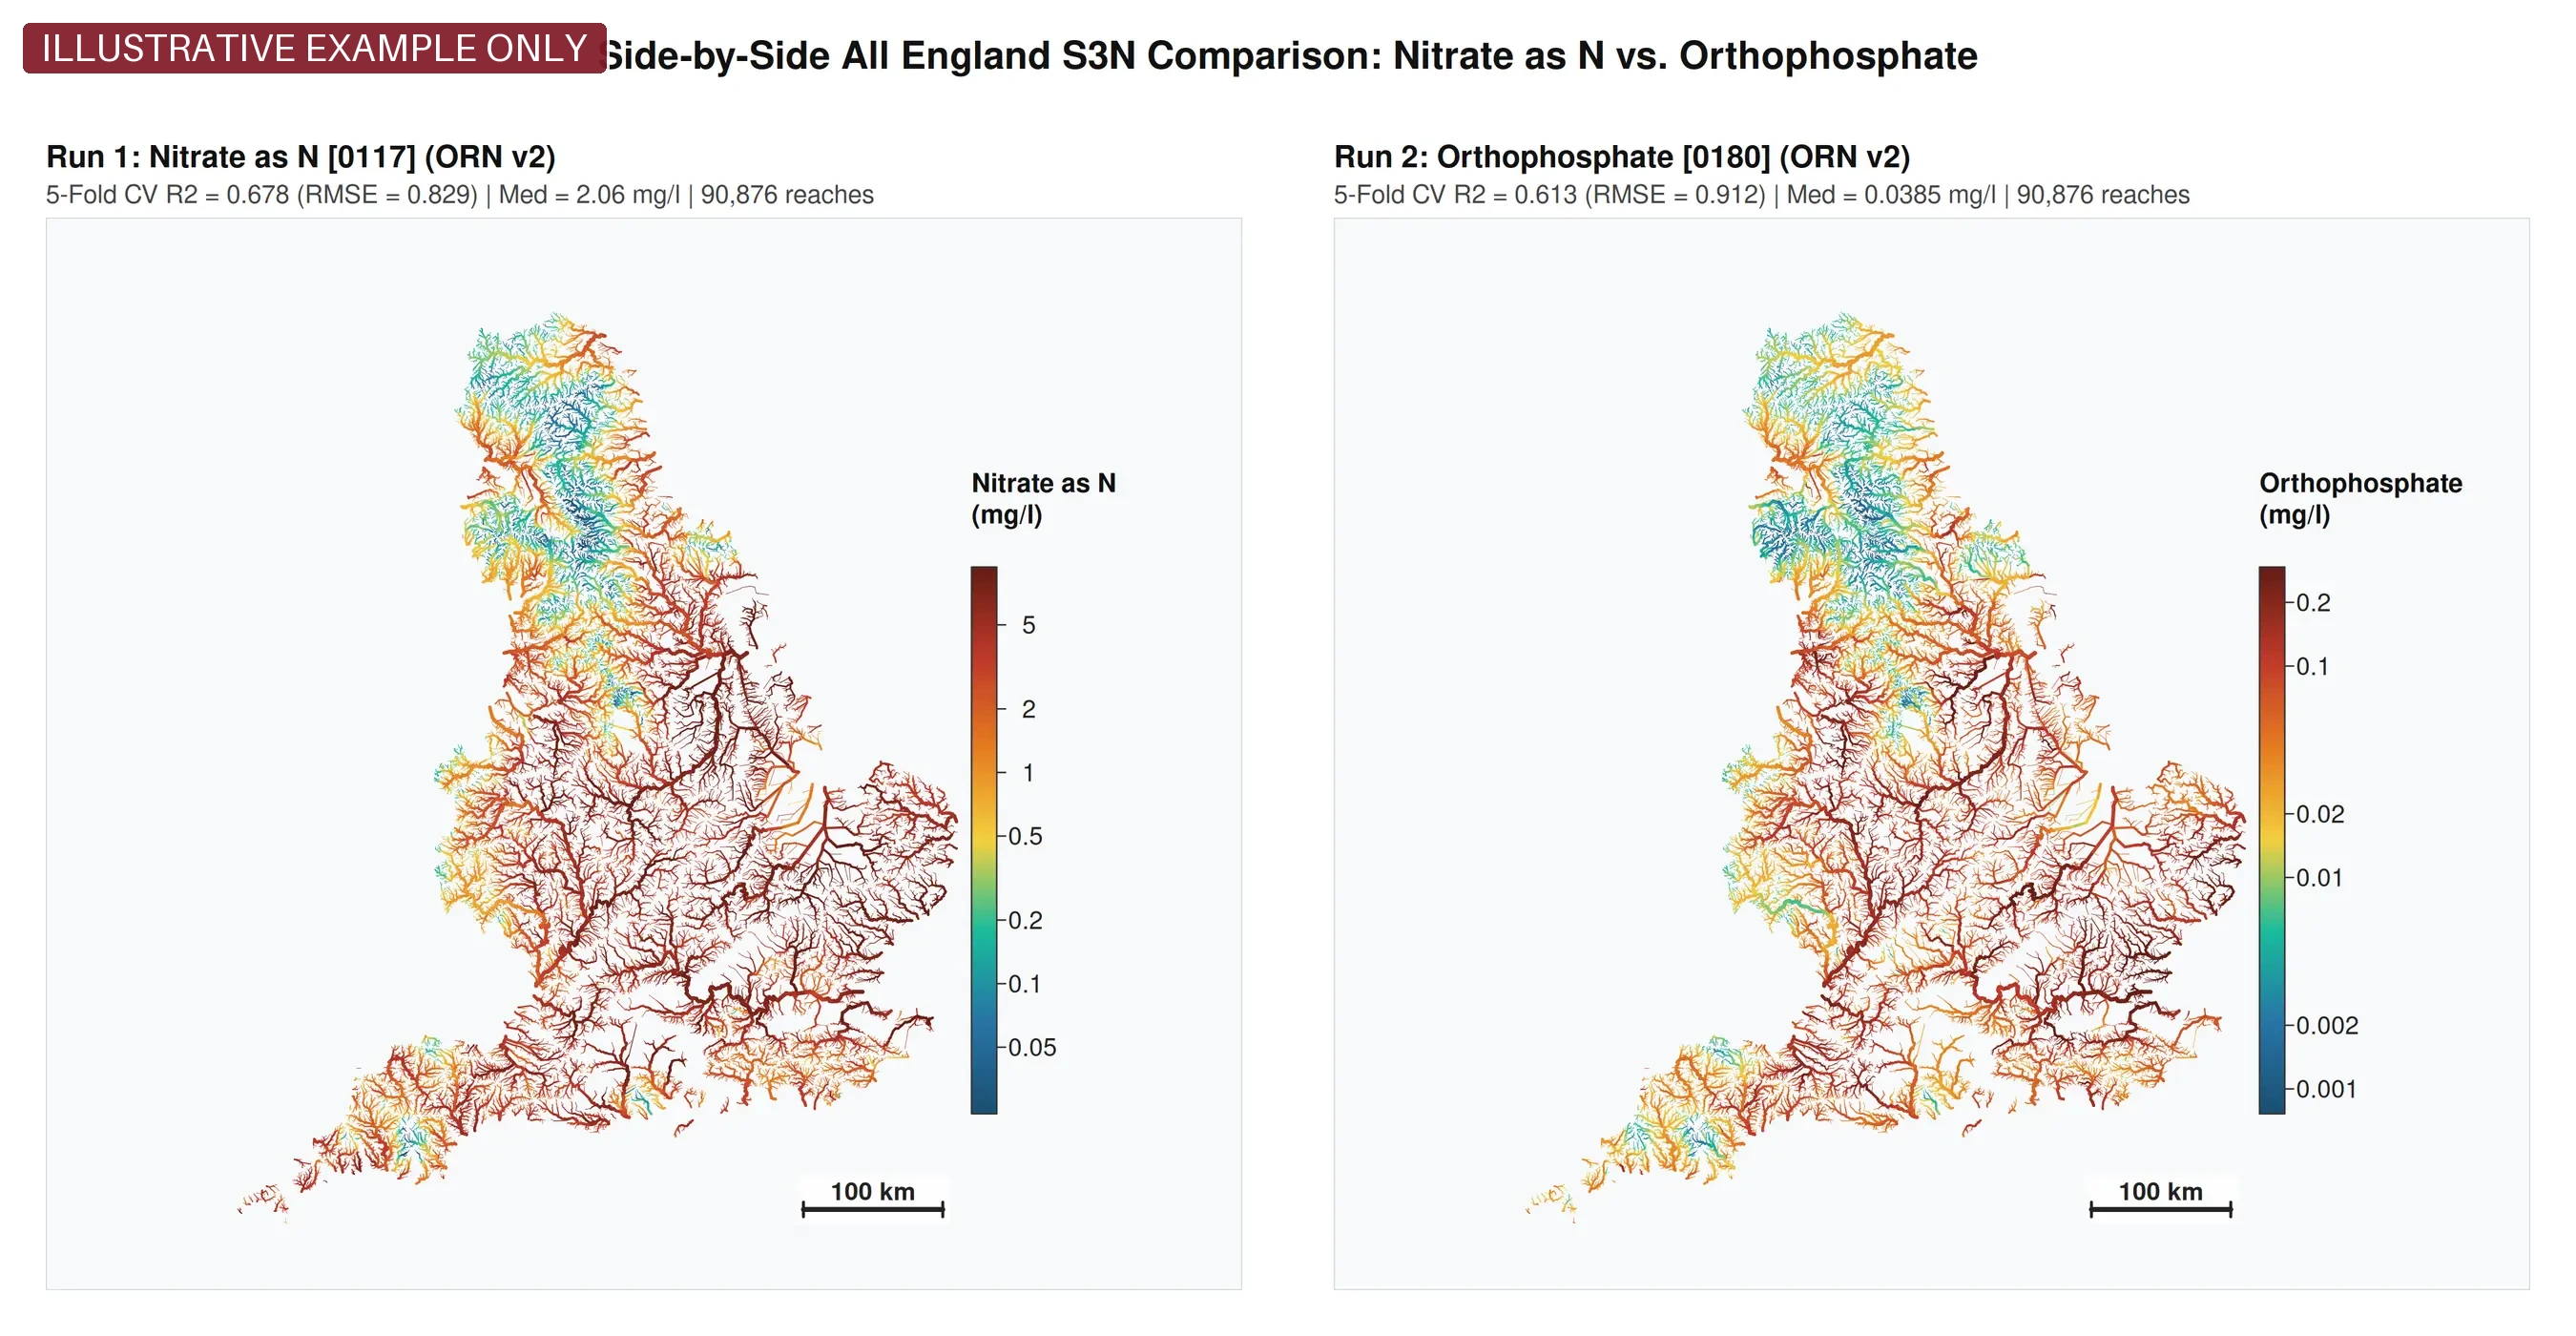 ILLUSTRATIVE EXAMPLE ONLY
Side-by-Side All England S3N Comparison: Nitrate as N vs. Orthophosphate
Run 1: Nitrate as N [0117] (ORN v2)
5-Fold CV R2 = 0.678 (RMSE = 0.829) | Med = 2.06 mg/l | 90,876 reaches
Nitrate as N
(mg/l)
5
2
1
0.5
0.2
0.1
0.05
100 km
Run 2: Orthophosphate [0180] (ORN v2)
5-Fold CV R2 = 0.613 (RMSE = 0.912) | Med = 0.0385 mg/l | 90,876 reaches
Orthophosphate
(mg/l)
0.2
0.1
0.02
0.01
0.002
0.001
100 km